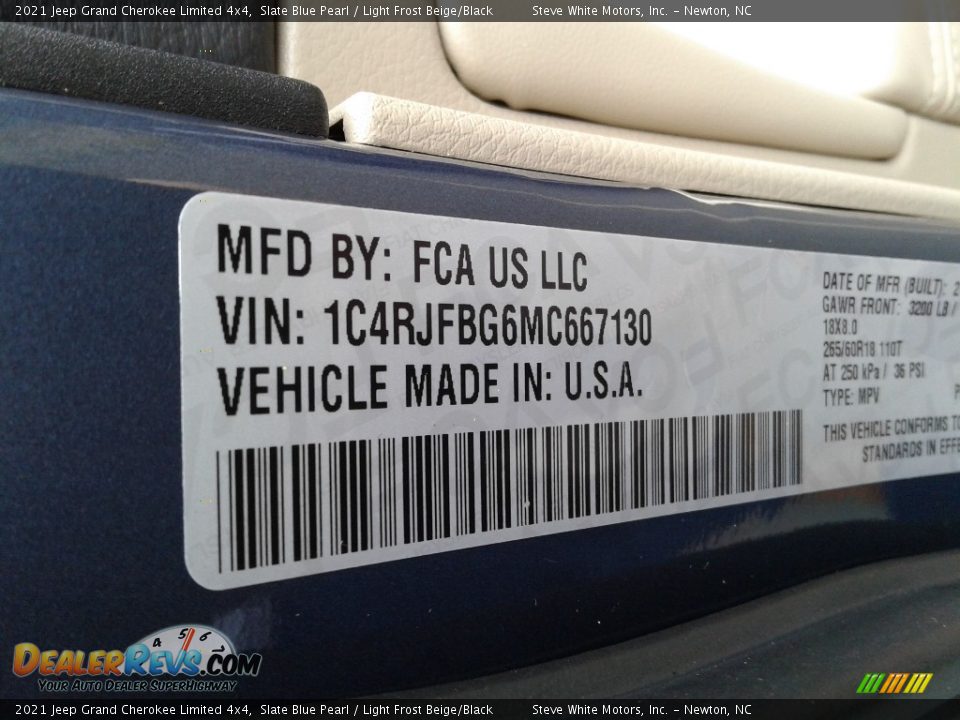 2021 Jeep Grand Cherokee Limited 4x4, Slate Blue Pearl / Light Frost Beige/Black Steve White Motors, Inc. – Newton, NC
MFD BY: FCA US LLC
VIN: 1C4RJFBG6MC667130
VEHICLE MADE IN: U.S.A.
DATE OF MFR (BUILT): 2
GAWR FRONT: 3200 LB /
18X8.0
265/60R18 110T
AT 250 kPa / 36 PSI
TYPE: MPV P
THIS VEHICLE CONFORMS TO
STANDARDS IN EFFE
4 5 6
DEALERREVS.COM
YOUR AUTO DEALER SUPERHIGHWAY
2021 Jeep Grand Cherokee Limited 4x4, Slate Blue Pearl / Light Frost Beige/Black Steve White Motors, Inc. – Newton, NC